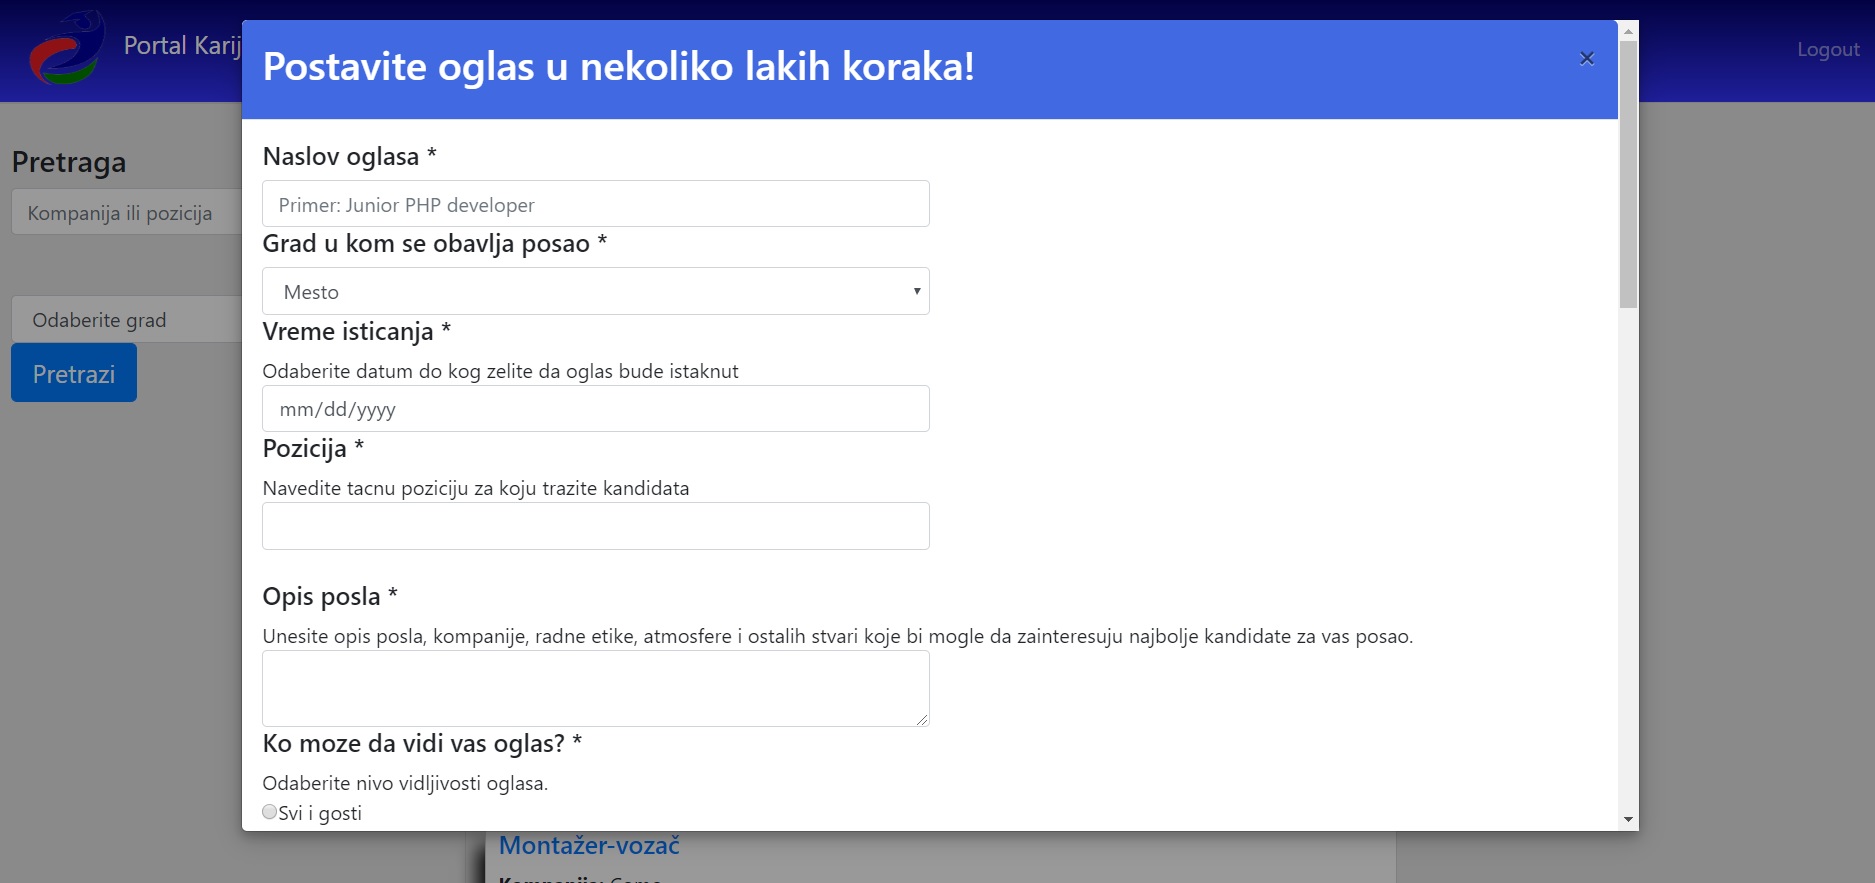 Portal Karij
Logout
Postavite oglas u nekoliko lakih koraka!
×
Pretraga
Kompanija ili pozicija
Odaberite grad
Pretrazi
Naslov oglasa *
Primer: Junior PHP developer
Grad u kom se obavlja posao *
Mesto
Vreme isticanja *
Odaberite datum do kog zelite da oglas bude istaknut
mm/dd/yyyy
Pozicija *
Navedite tacnu poziciju za koju trazite kandidata
Opis posla *
Unesite opis posla, kompanije, radne etike, atmosfere i ostalih stvari koje bi mogle da zainteresuju najbolje kandidate za vas posao.
Ko moze da vidi vas oglas? *
Odaberite nivo vidljivosti oglasa.
Svi i gosti
Montažer-vozač